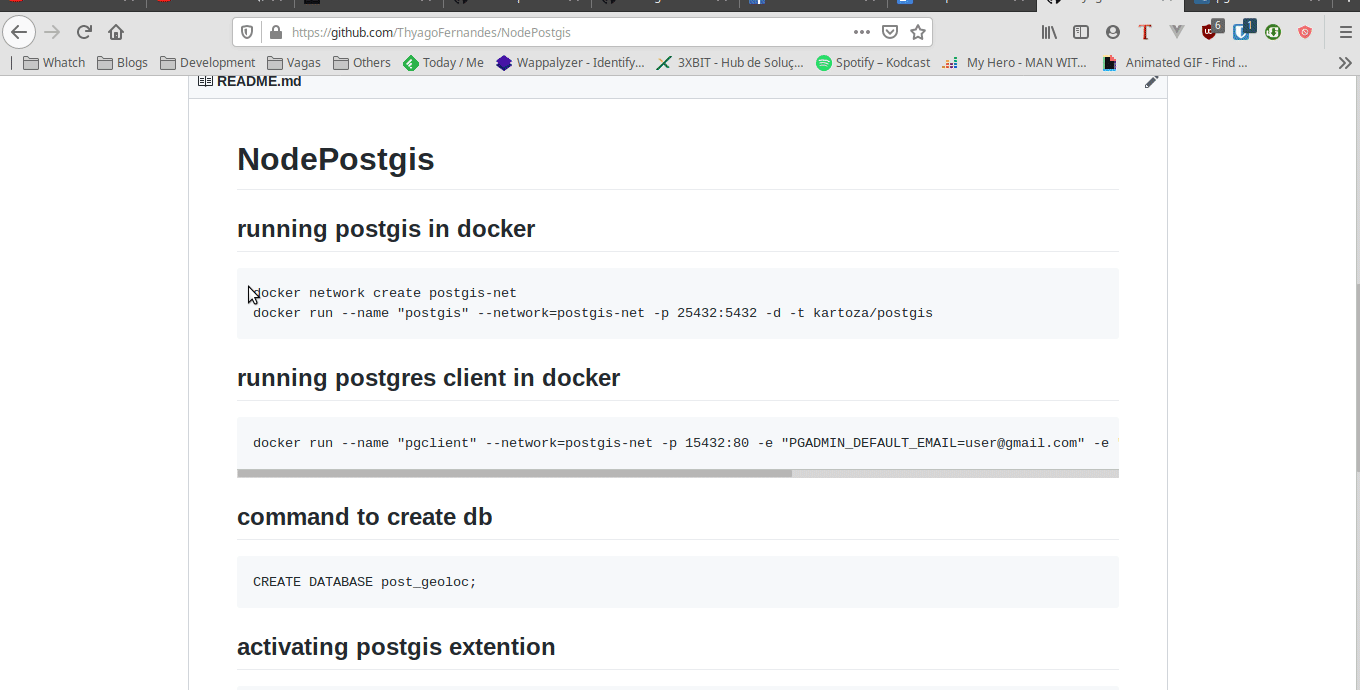 https://github.com/ThyagoFernandes/NodePostgis
6
1
Whatch
Blogs
Development
Vagas
Others
Today / Me
Wappalyzer - Identify...
3XBIT - Hub de Soluç...
Spotify – Kodcast
My Hero - MAN WIT...
Animated GIF - Find ...
README.md
NodePostgis
running postgis in docker
docker network create postgis-net
docker run --name "postgis" --network=postgis-net -p 25432:5432 -d -t kartoza/postgis
running postgres client in docker
docker run --name "pgclient" --network=postgis-net -p 15432:80 -e "PGADMIN_DEFAULT_EMAIL=user@gmail.com" -e
command to create db
CREATE DATABASE post_geoloc;
activating postgis extention